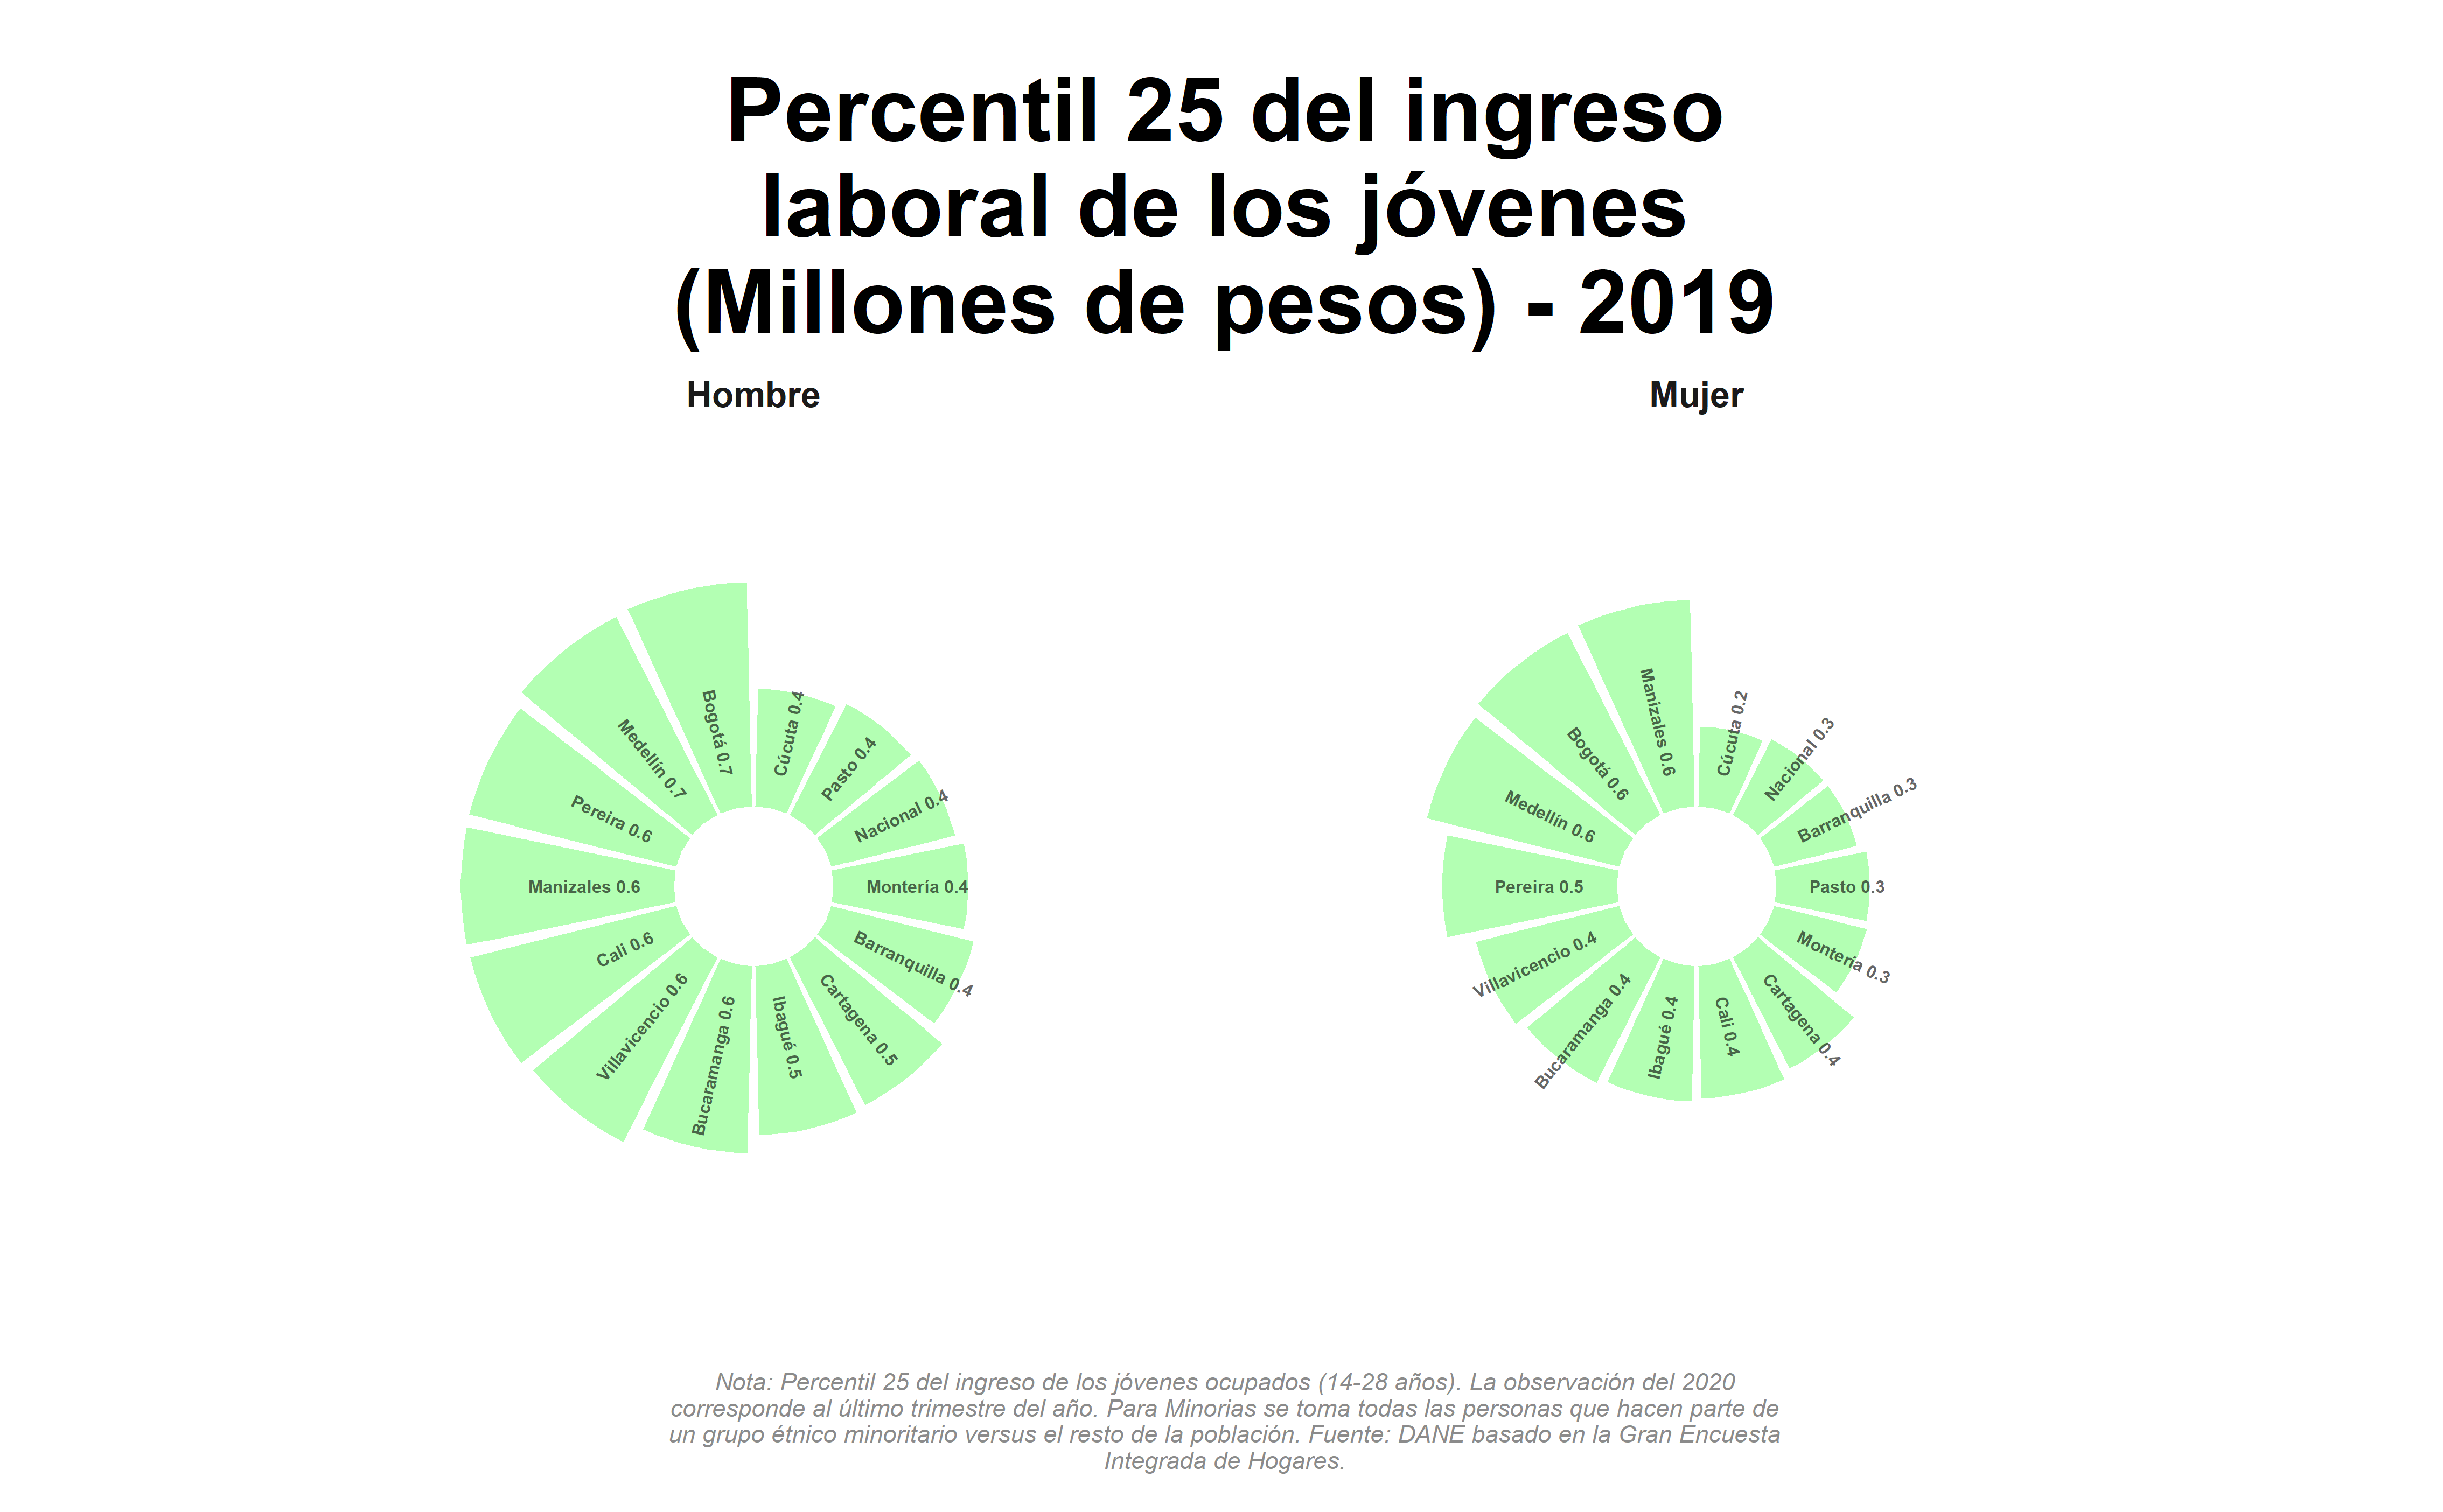 Percentil 25 del ingreso
laboral de los jóvenes
(Millones de pesos) - 2019
Hombre
Cúcuta 0.4
Pasto 0.4
Nacional 0.4
Montería 0.4
Barranquilla 0.4
Cartagena 0.5
Ibagué 0.5
Bucaramanga 0.6
Villavicencio 0.6
Cali 0.6
Manizales 0.6
Pereira 0.6
Medellín 0.7
Bogotá 0.7
Mujer
Cúcuta 0.2
Nacional 0.3
Barranquilla 0.3
Pasto 0.3
Montería 0.3
Cartagena 0.4
Cali 0.4
Ibagué 0.4
Bucaramanga 0.4
Villavicencio 0.4
Pereira 0.5
Medellín 0.6
Bogotá 0.6
Manizales 0.6
Nota: Percentil 25 del ingreso de los jóvenes ocupados (14-28 años). La observación del 2020
corresponde al último trimestre del año. Para Minorias se toma todas las personas que hacen parte de
un grupo étnico minoritario versus el resto de la población. Fuente: DANE basado en la Gran Encuesta
Integrada de Hogares.